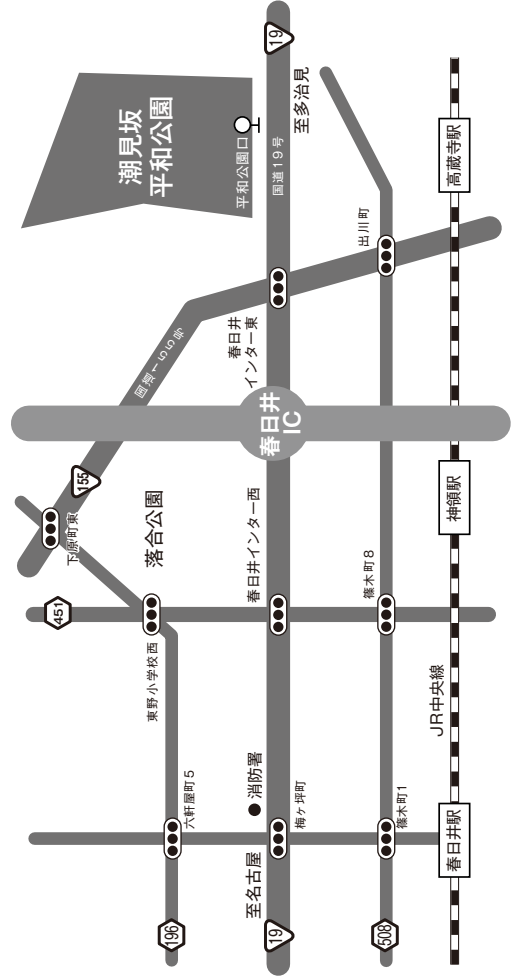 451
下原町東
155
国道155号
潮見坂
平和公園
平和公園口
196
六軒屋町5
東野小学校西
落合公園
春日井
インター東
至名古屋
消防署
春日井インター西
19
春日井
IC
国道19号
19
梅ヶ坪町
至多治見
508
篠木町1
篠木町8
出川町
JR中央線
春日井駅
神領駅
高蔵寺駅